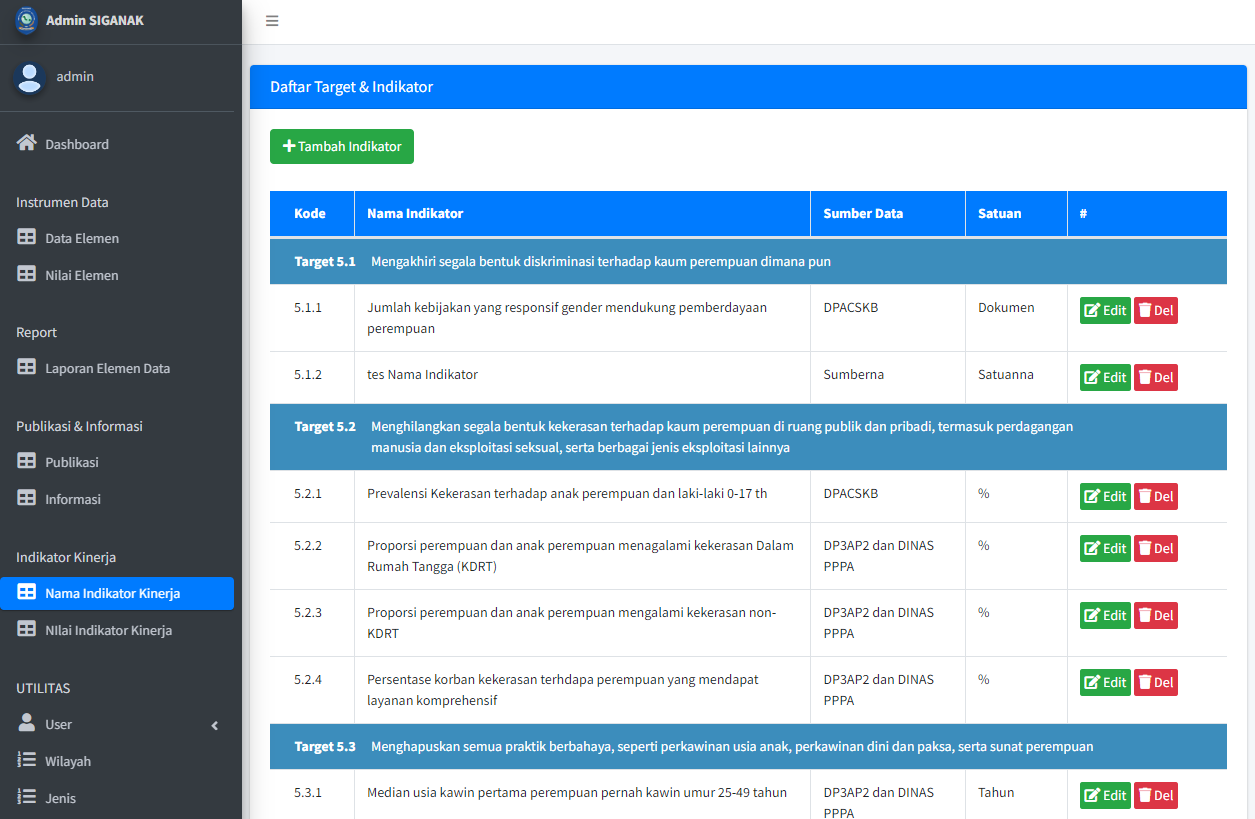 Admin SIGANAK
admin
Dashboard
Instrumen Data
Data Elemen
Nilai Elemen
Report
Laporan Elemen Data
Publikasi & Informasi
Publikasi
Informasi
Indikator Kinerja
Nama Indikator Kinerja
NIlai Indikator Kinerja
UTILITAS
User
Wilayah
Jenis
Daftar Target & Indikator
Tambah Indikator
Kode Nama Indikator Sumber Data Satuan #
Target 5.1 Mengakhiri segala bentuk diskriminasi terhadap kaum perempuan dimana pun
5.1.1 Jumlah kebijakan yang responsif gender mendukung pemberdayaan DPACSKB Dokumen Edit Del
perempuan
5.1.2 tes Nama Indikator Sumberna Satuanna Edit Del
Target 5.2 Menghilangkan segala bentuk kekerasan terhadap kaum perempuan di ruang publik dan pribadi, termasuk perdagangan
manusia dan eksploitasi seksual, serta berbagai jenis eksploitasi lainnya
5.2.1 Prevalensi Kekerasan terhadap anak perempuan dan laki-laki 0-17 th DPACSKB % Edit Del
5.2.2 Proporsi perempuan dan anak perempuan menagalami kekerasan Dalam DP3AP2 dan DINAS % Edit Del
Rumah Tangga (KDRT) PPPA
5.2.3 Proporsi perempuan dan anak perempuan mengalami kekerasan non- DP3AP2 dan DINAS % Edit Del
KDRT PPPA
5.2.4 Persentase korban kekerasan terhdapa perempuan yang mendapat DP3AP2 dan DINAS % Edit Del
layanan komprehensif PPPA
Target 5.3 Menghapuskan semua praktik berbahaya, seperti perkawinan usia anak, perkawinan dini dan paksa, serta sunat perempuan
5.3.1 Median usia kawin pertama perempuan pernah kawin umur 25-49 tahun DP3AP2 dan DINAS Tahun Edit Del
PPPA